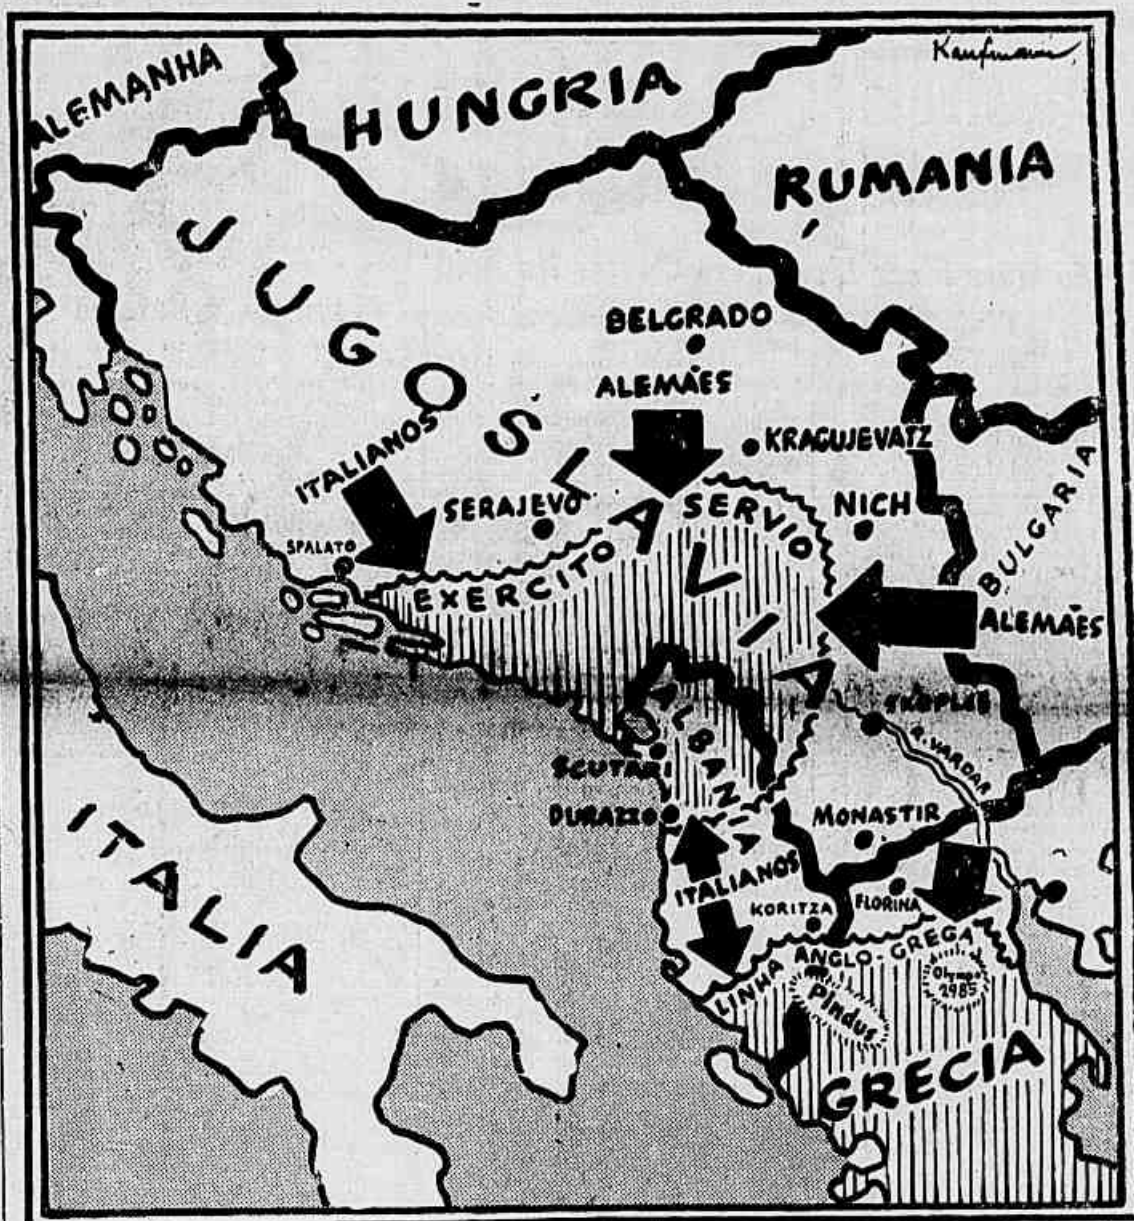 Kaufmann
ALEMANHA
HUNGRIA
RUMANIA
JUGOSLAVIA
BELGRADO
ALEMÃES
KRAGUJEVATZ
ITALIANOS
SERAJEVO
SERVIO
NICH
SPALATO
EXERCITO
BULGARIA
ALEMÃES
SKOPLJE
R. VARDAR
ALBANIA
SCUTARI
DURAZZO
MONASTIR
ITALIA
ITALIANOS
KORITZA
FLORINA
LINHA ANGLO-GREGA
Olympo
2985
Pindus
GRECIA